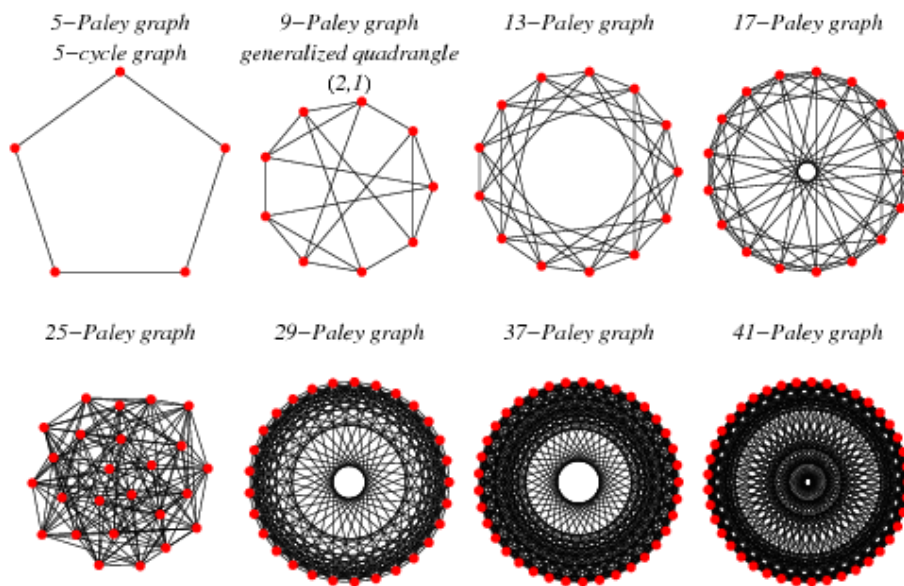 5−Paley graph
5−cycle graph
9−Paley graph
generalized quadrangle
(2,1)
13−Paley graph
17−Paley graph
25−Paley graph
29−Paley graph
37−Paley graph
41−Paley graph